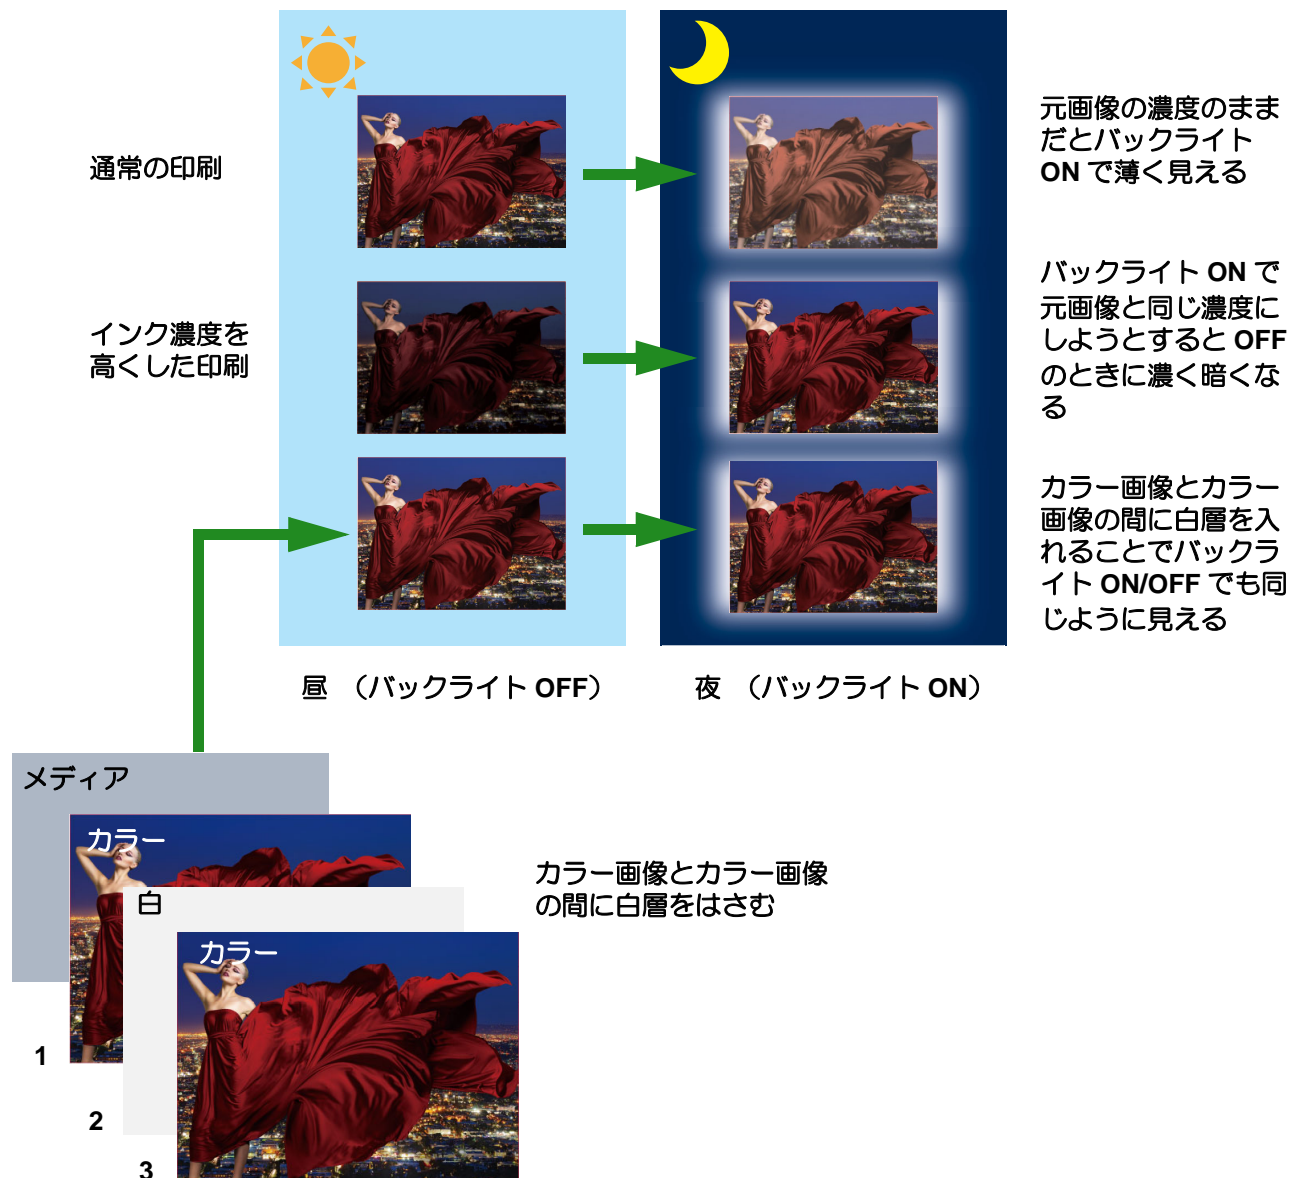 通常の印刷
元画像の濃度のまま
だとバックライト
ON で薄く見える
インク濃度を
高くした印刷
バックライト ON で
元画像と同じ濃度に
しようとすると OFF
のときに濃く暗くな
る
カラー画像とカラー
画像の間に白層を入
れることでバックラ
イト ON/OFF でも同
じように見える
昼 （バックライト OFF）
夜 （バックライト ON）
メディア
カラー
白
カラー
カラー画像とカラー画像
の間に白層をはさむ
1
2
3